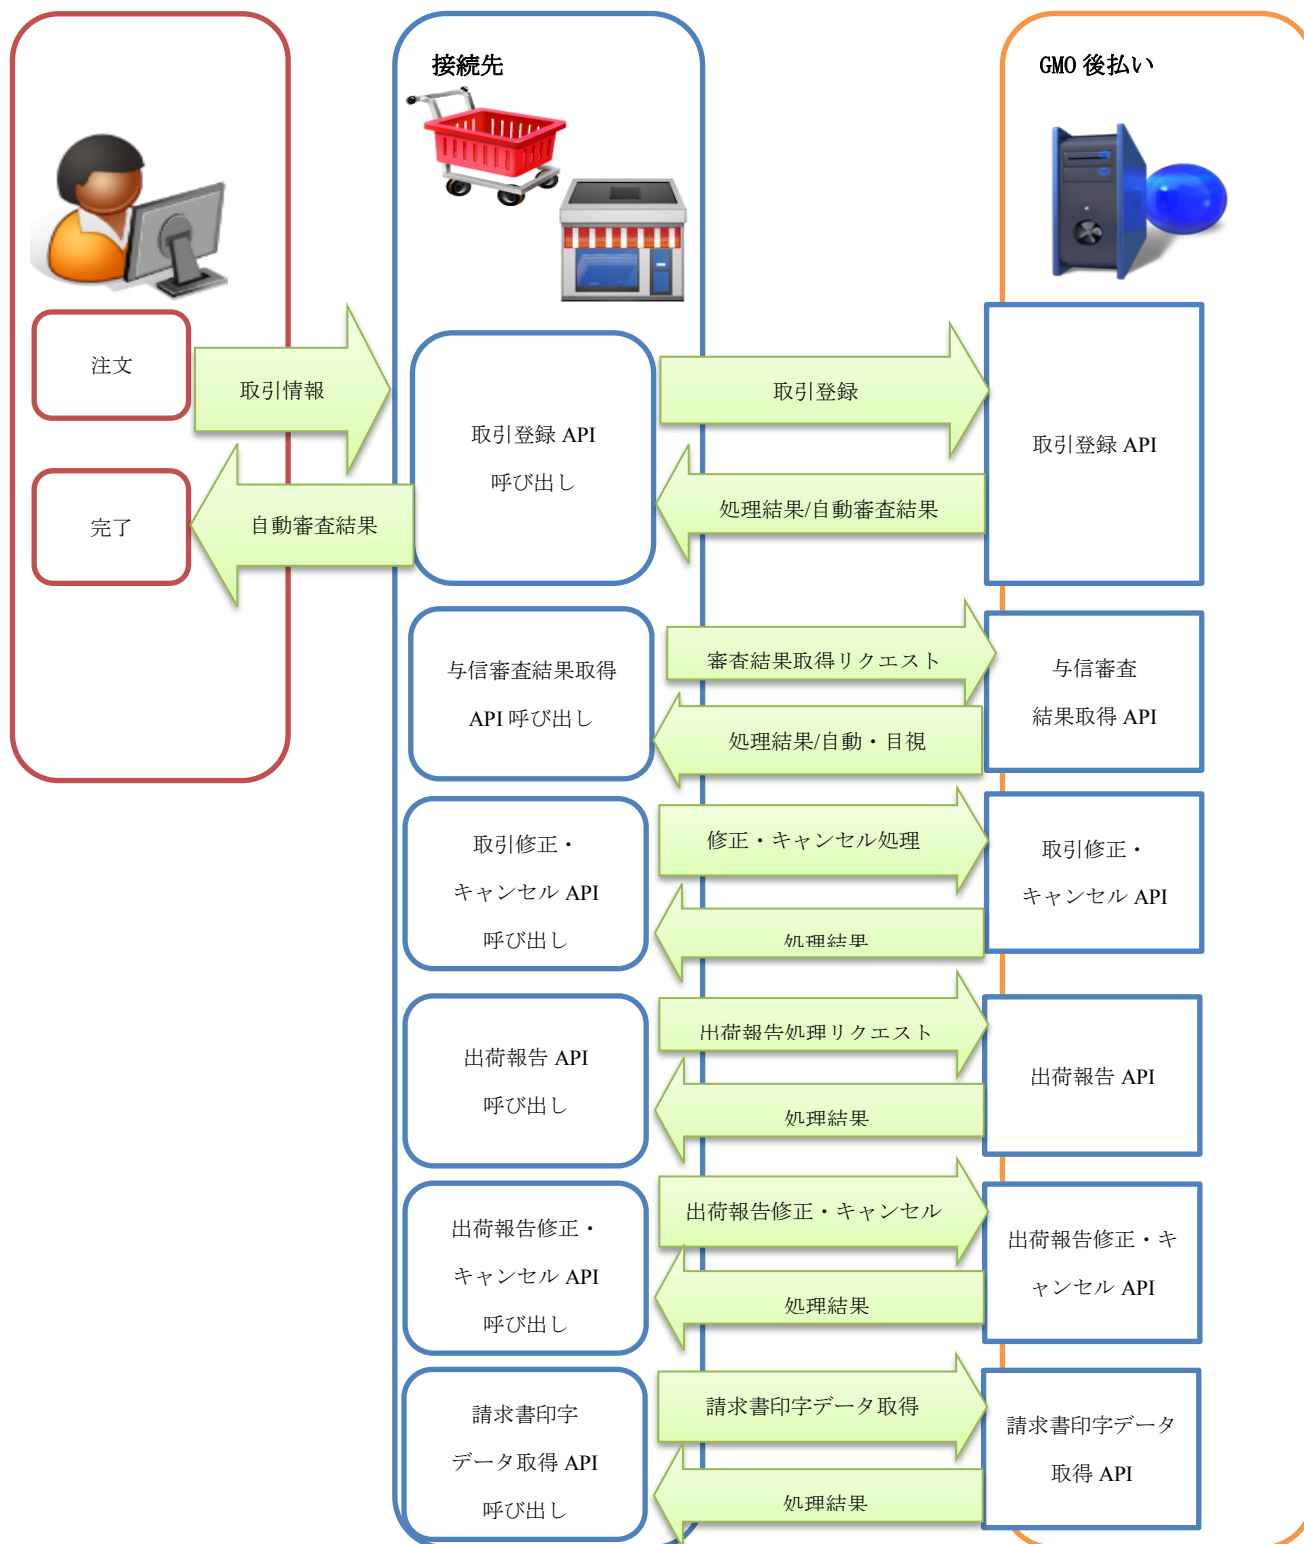 接続先
GMO 後払い
注文
取引情報
取引登録 API
呼び出し
取引登録
取引登録 API
処理結果/自動審査結果
完了
自動審査結果
与信審査結果取得
API 呼び出し
審査結果取得リクエスト
処理結果/自動・目視
与信審査
結果取得 API
取引修正・
キャンセル API
呼び出し
修正・キャンセル処理
処理結果
取引修正・
キャンセル API
出荷報告 API
呼び出し
出荷報告処理リクエスト
処理結果
出荷報告 API
出荷報告修正・
キャンセル API
呼び出し
出荷報告修正・キャンセル
処理結果
出荷報告修正・キ
ャンセル API
請求書印字
データ取得 API
呼び出し
請求書印字データ取得
処理結果
請求書印字データ
取得 API